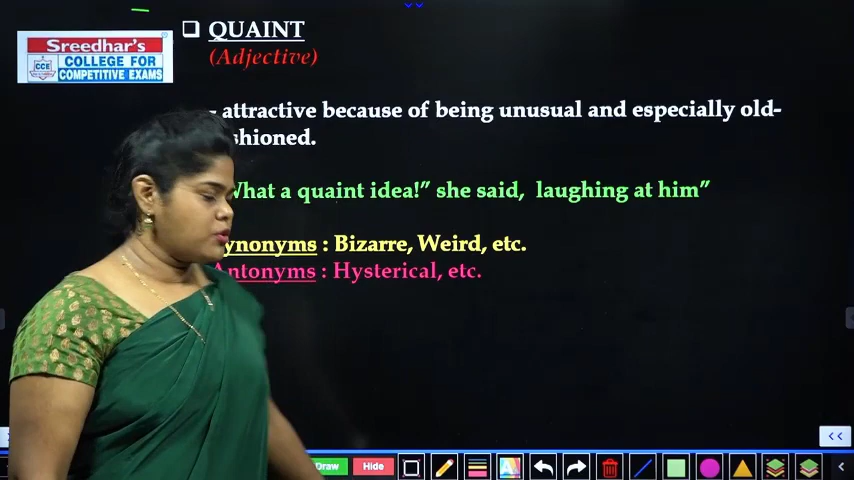 QUAINT
Sreedhar's
(Adjective)
CCE
COLLEGE FOR
COMPETITIVE EXAMS
- attractive because of being unusual and especially old-
shioned.
What a quaint idea!” she said, laughing at him”
ynonyms : Bizarre, Weird, etc.
Antonyms : Hysterical, etc.
<<
Draw
Hide
<